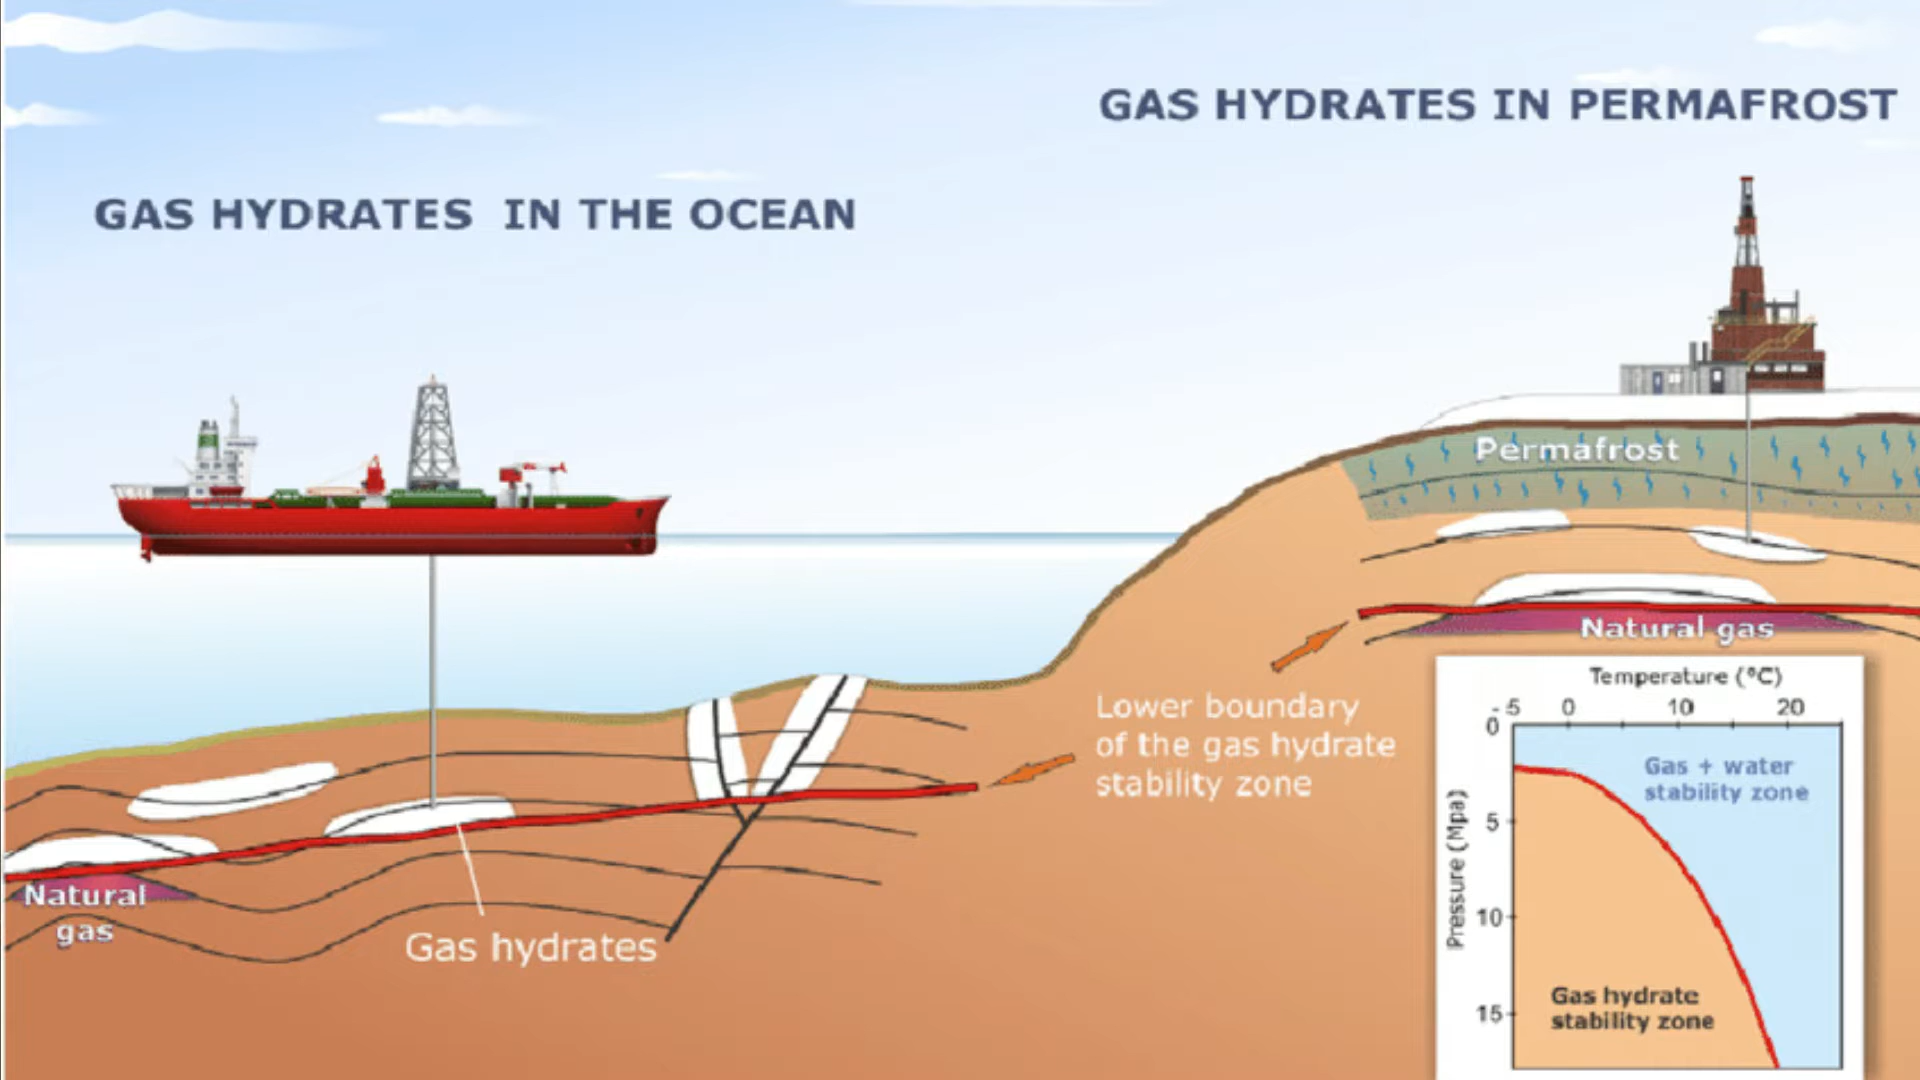 GAS HYDRATES IN PERMAFROST
GAS HYDRATES IN THE OCEAN
Permafrost
Natural gas
Lower boundary
of the gas hydrate
stability zone
Natural
gas
Gas hydrates
Temperature (°C)
-5 0 10 20
0
Gas + water
stability zone
Pressure (Mpa)
5
10
15
Gas hydrate
stability zone